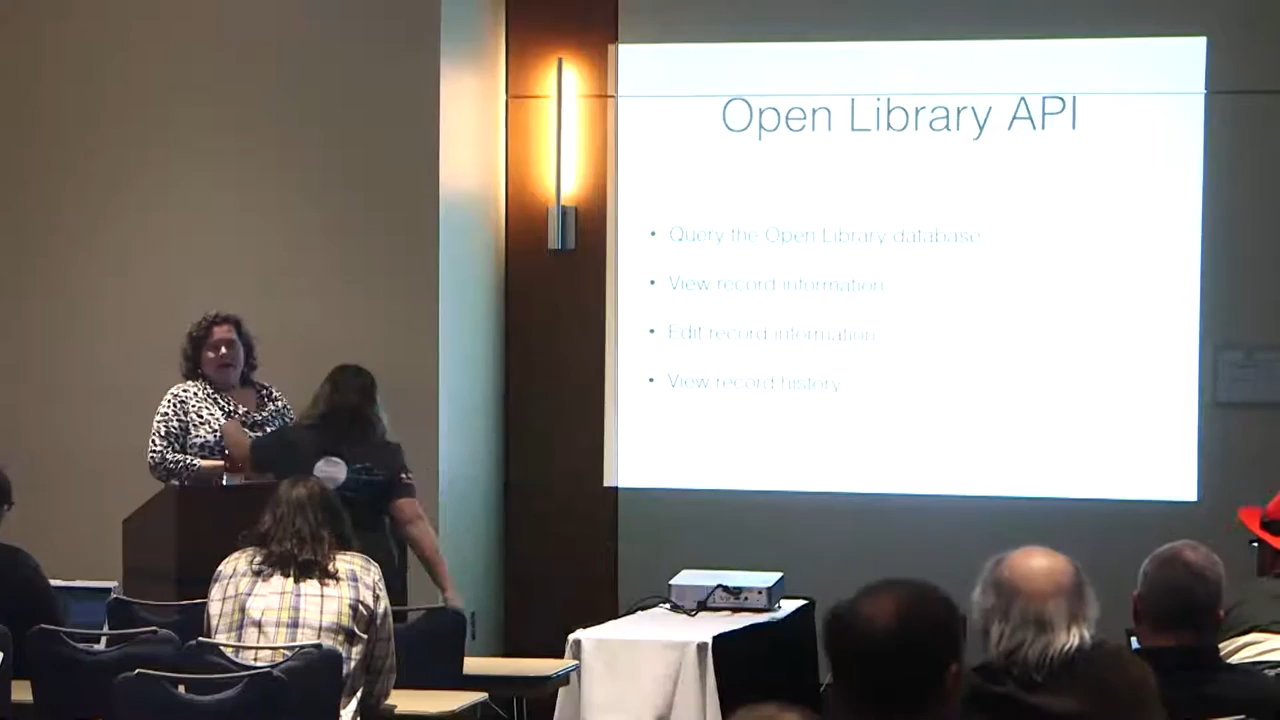 Open Library API
• Query the Open Library database
• View record information
• Edit record information
• View record history